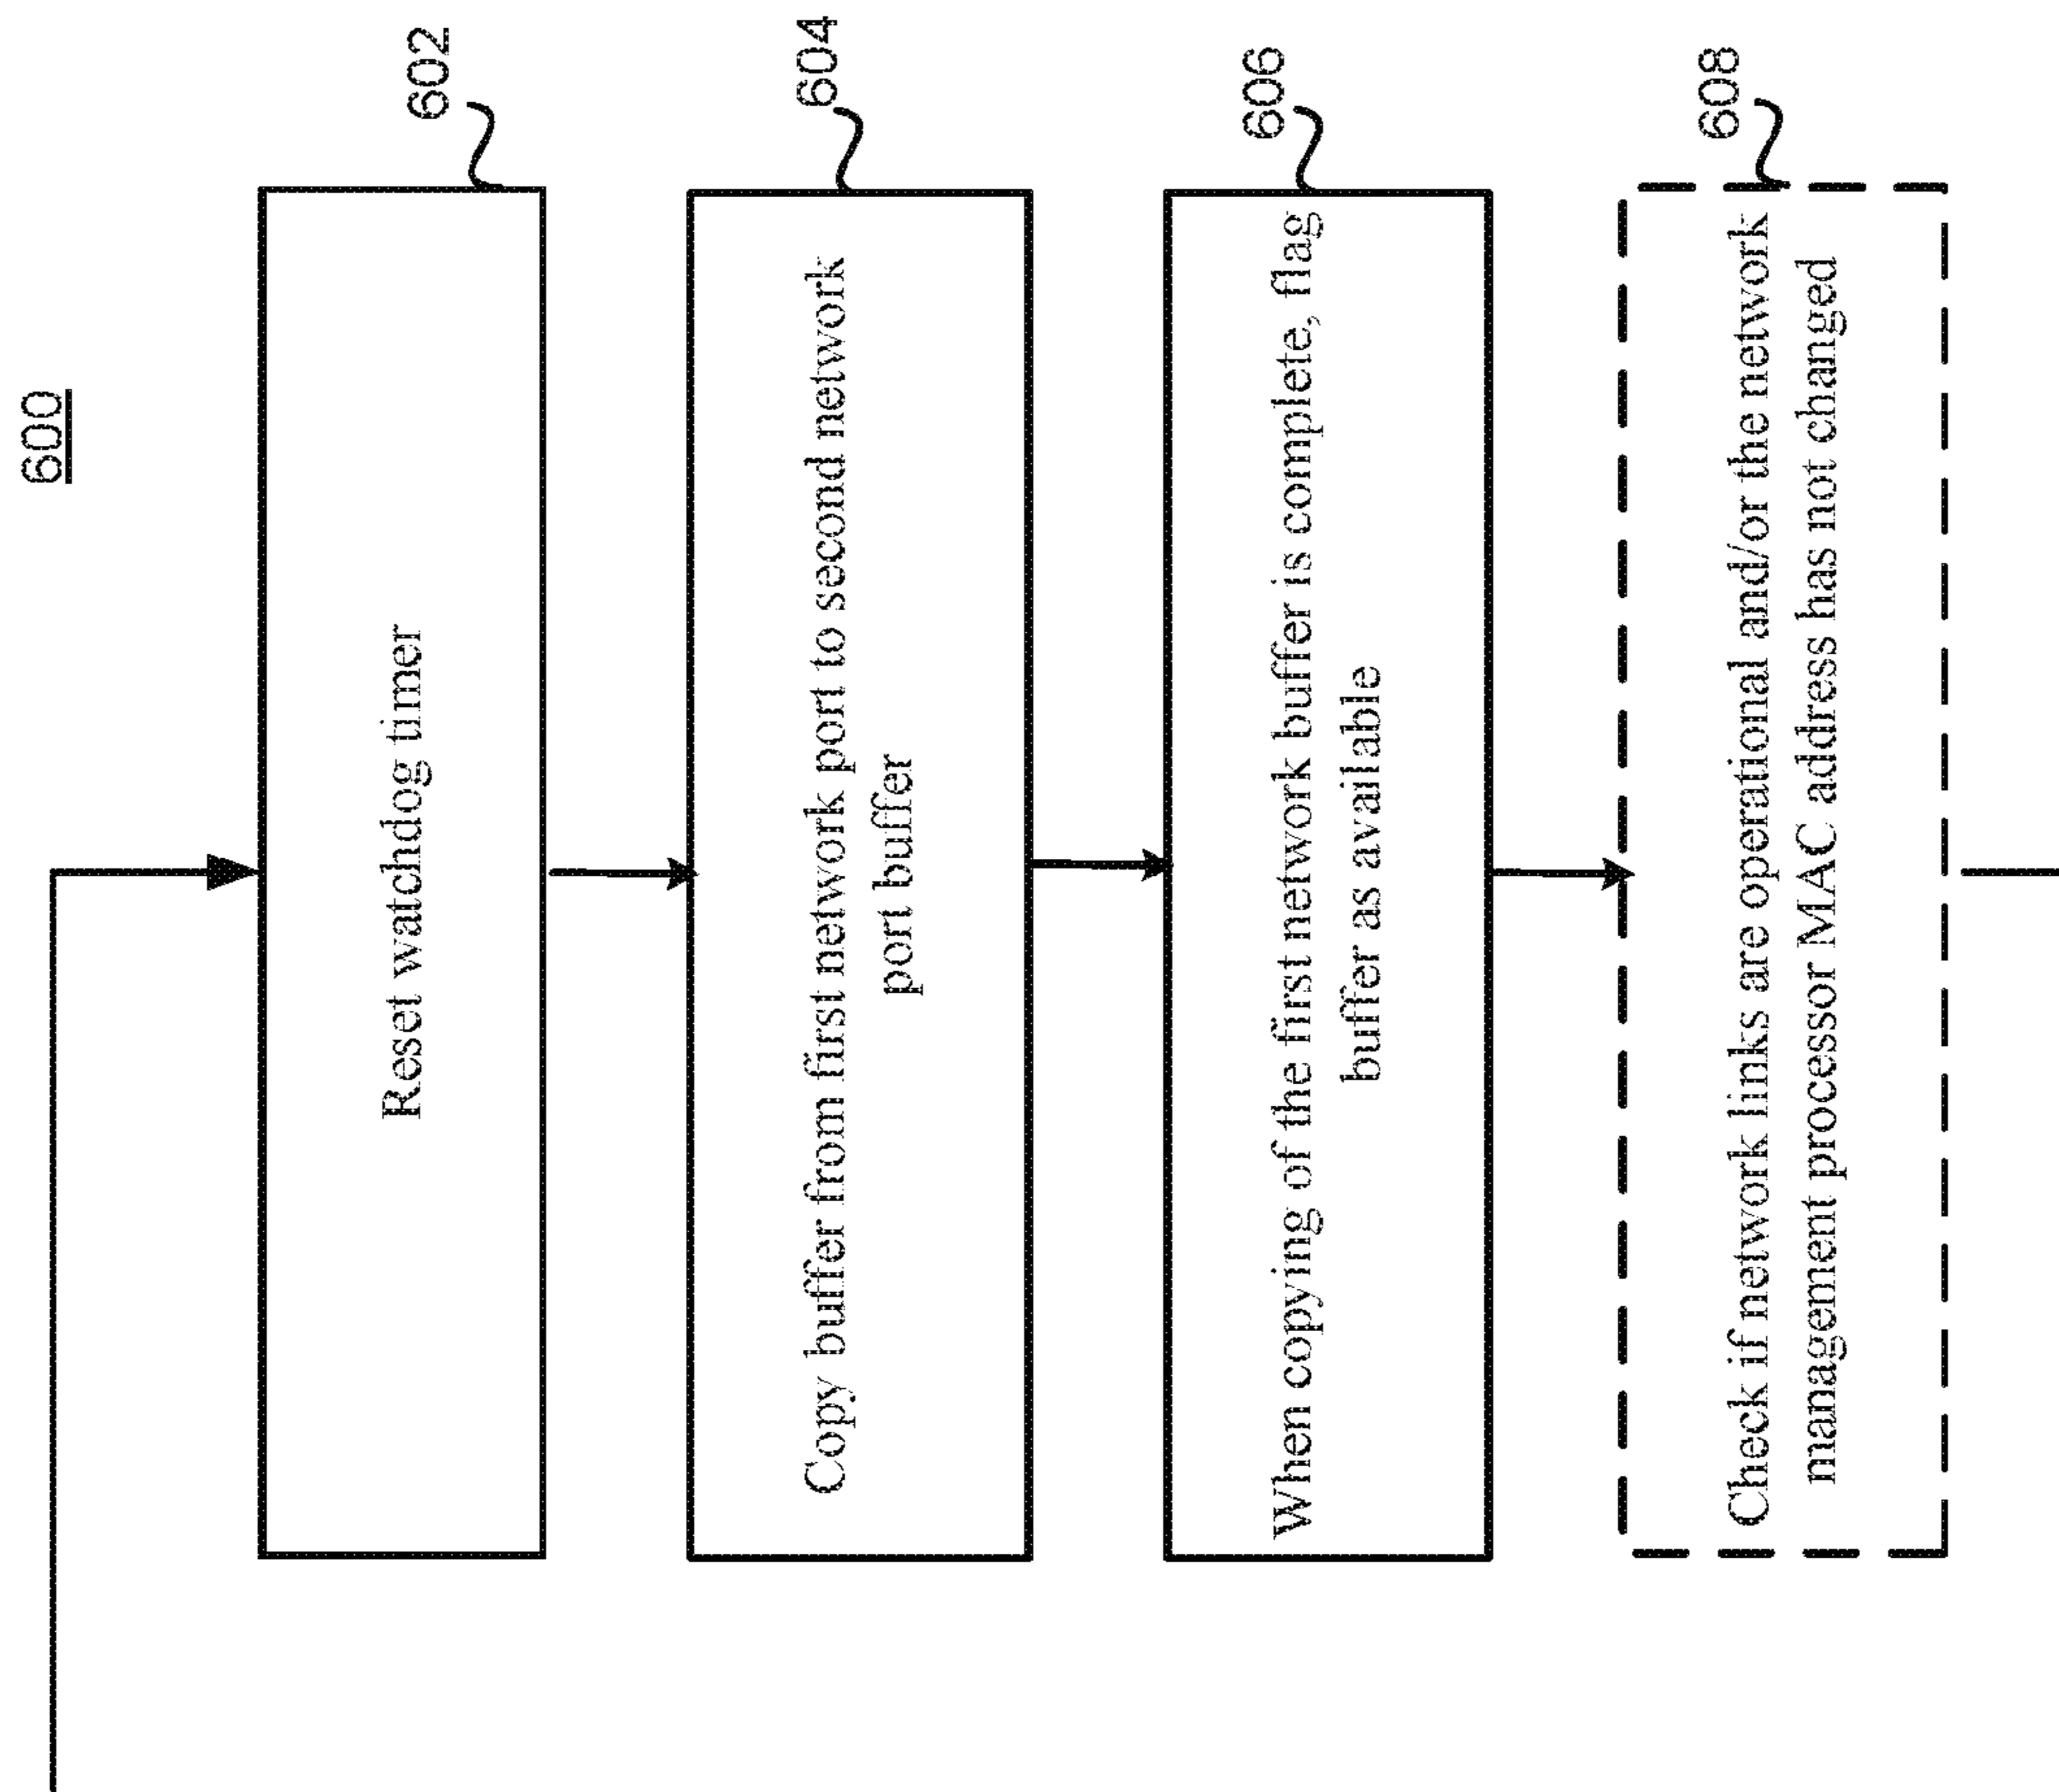 600
602
Reset watchdog timer
604
Copy buffer from first network port to second network
port buffer
606
When copying of the first network buffer is complete, flag
buffer as available
608
Check if network links are operational and/or the network
management processor MAC address has not changed